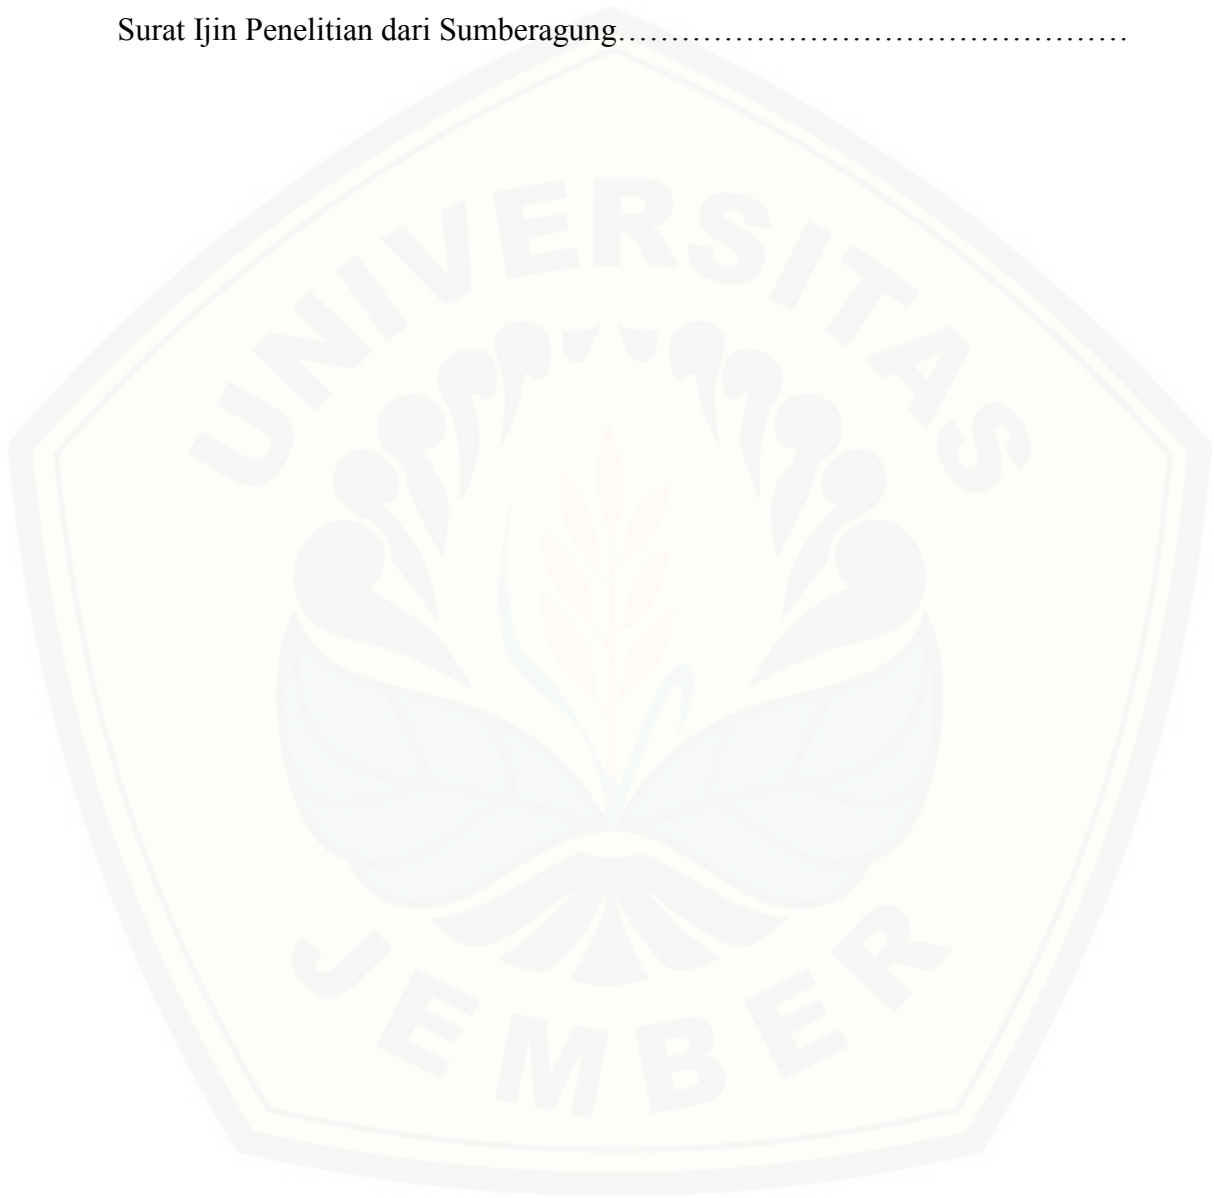 Surat Ijin Penelitian dari Sumberagung………………………………………
UNIVERSITAS
JEMBER